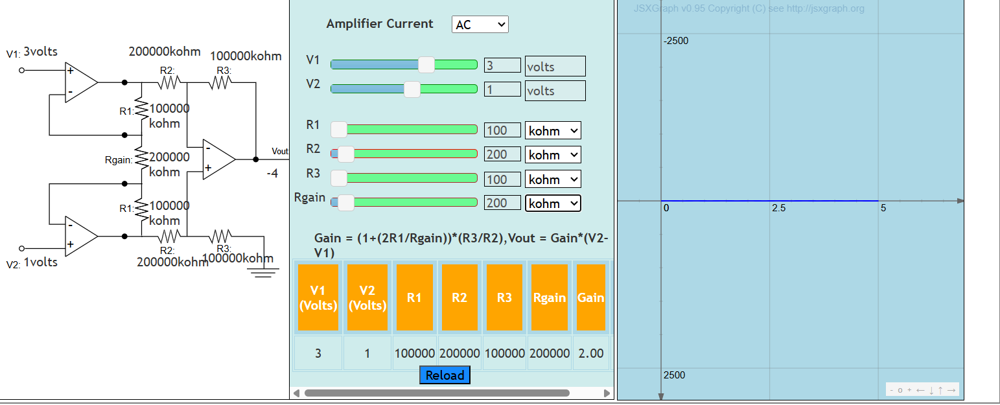 V1: 3volts
200000kohm
100000kohm
R2:
R3:
+
-
R1: 100000
kohm
Rgain: 200000
kohm
-
+
Vout
-4
R1: 100000
kohm
-
+
R2:
R3:
V2: 1volts
200000kohm
100000kohm
Amplifier Current AC
V1 3 volts
V2 1 volts
R1 100 kohm
R2 200 kohm
R3 100 kohm
Rgain 200 kohm
Gain = (1+(2R1/Rgain))*(R3/R2),Vout = Gain*(V2-
V1)
V1 (Volts) V2 (Volts) R1 R2 R3 Rgain Gain
3 1 100000 200000 100000 200000 2.00
Reload
JSXGraph v0.95 Copyright (C) see http://jsxgraph.org
-2500
0 2.5 5
2500
- o + ← ↓ ↑ →